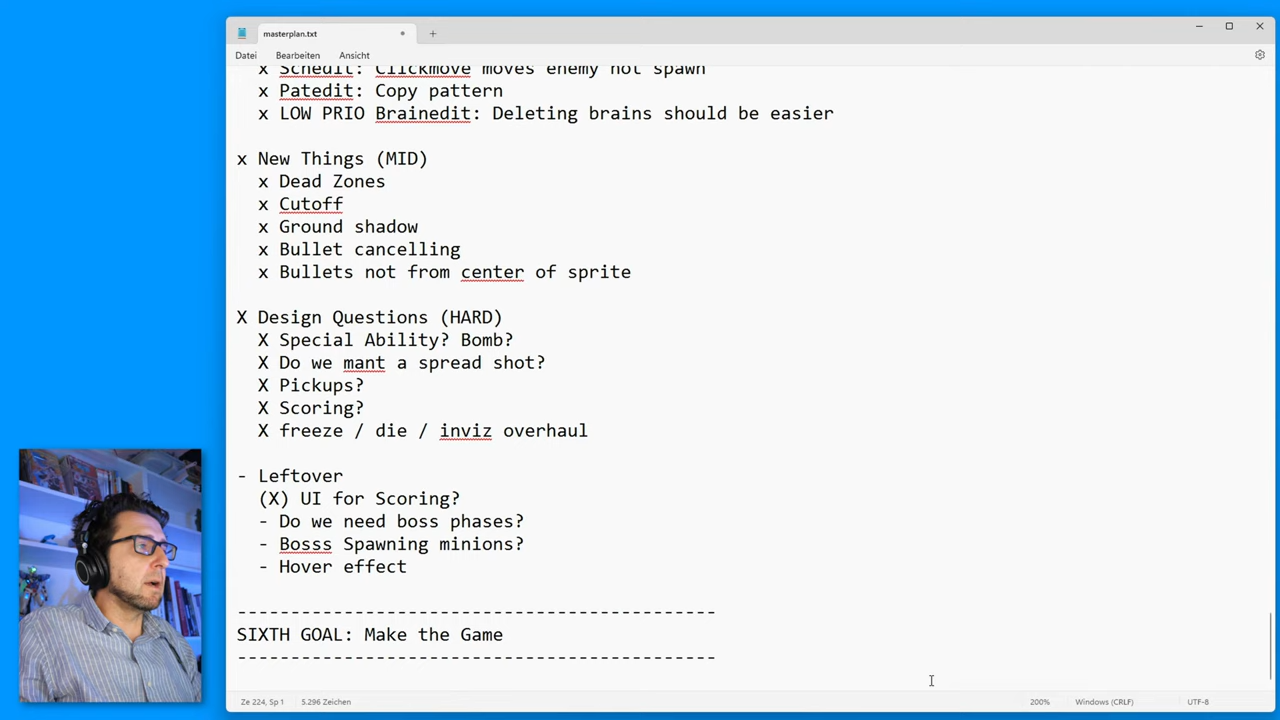 masterplan.txt
Datei Bearbeiten Ansicht
x Schedit: Clickmove moves enemy not spawn
x Patedit: Copy pattern
x LOW PRIO Brainedit: Deleting brains should be easier
x New Things (MID)
x Dead Zones
x Cutoff
x Ground shadow
x Bullet cancelling
x Bullets not from center of sprite
X Design Questions (HARD)
X Special Ability? Bomb?
X Do we mant a spread shot?
X Pickups?
X Scoring?
X freeze / die / inviz overhaul
- Leftover
(X) UI for Scoring?
- Do we need boss phases?
- Bosss Spawning minions?
- Hover effect
---------------------------------------------
SIXTH GOAL: Make the Game
---------------------------------------------
Ze 224, Sp 1 5.296 Zeichen 200% Windows (CRLF) UTF-8